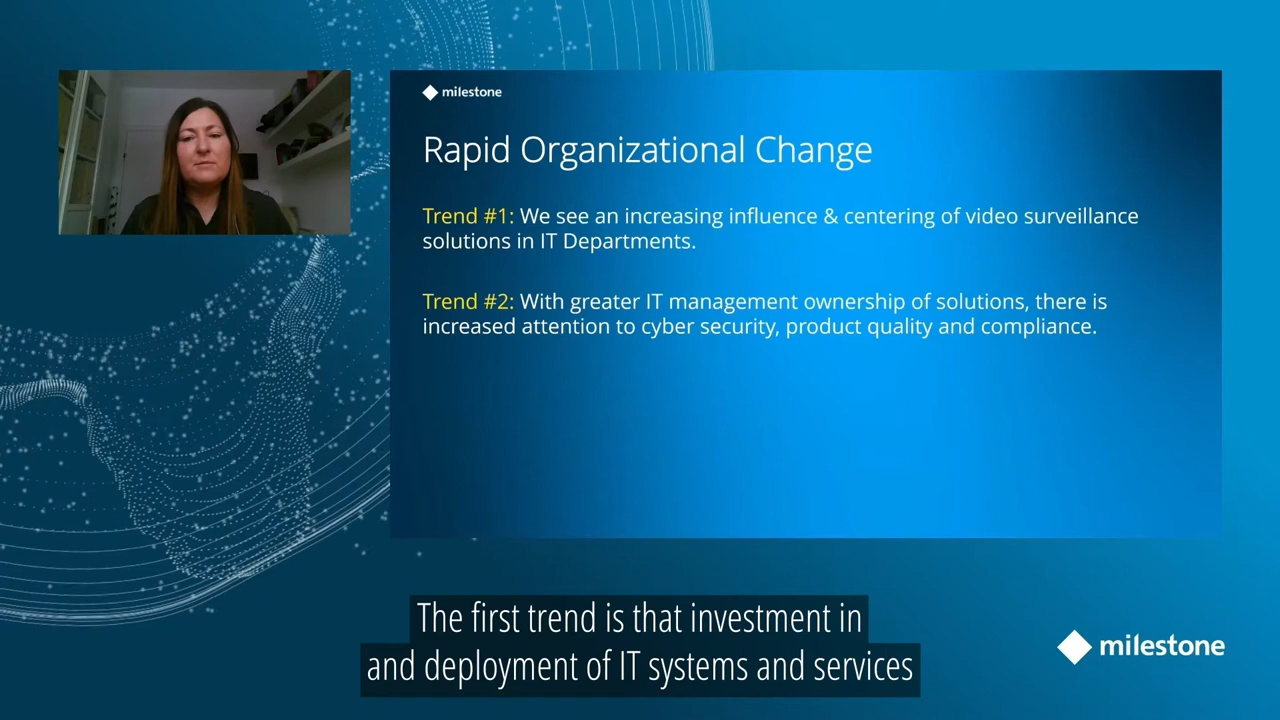 milestone
Rapid Organizational Change
Trend #1: We see an increasing influence & centering of video surveillance
solutions in IT Departments.
Trend #2: With greater IT management ownership of solutions, there is
increased attention to cyber security, product quality and compliance.
The first trend is that investment in
and deployment of IT systems and services
milestone